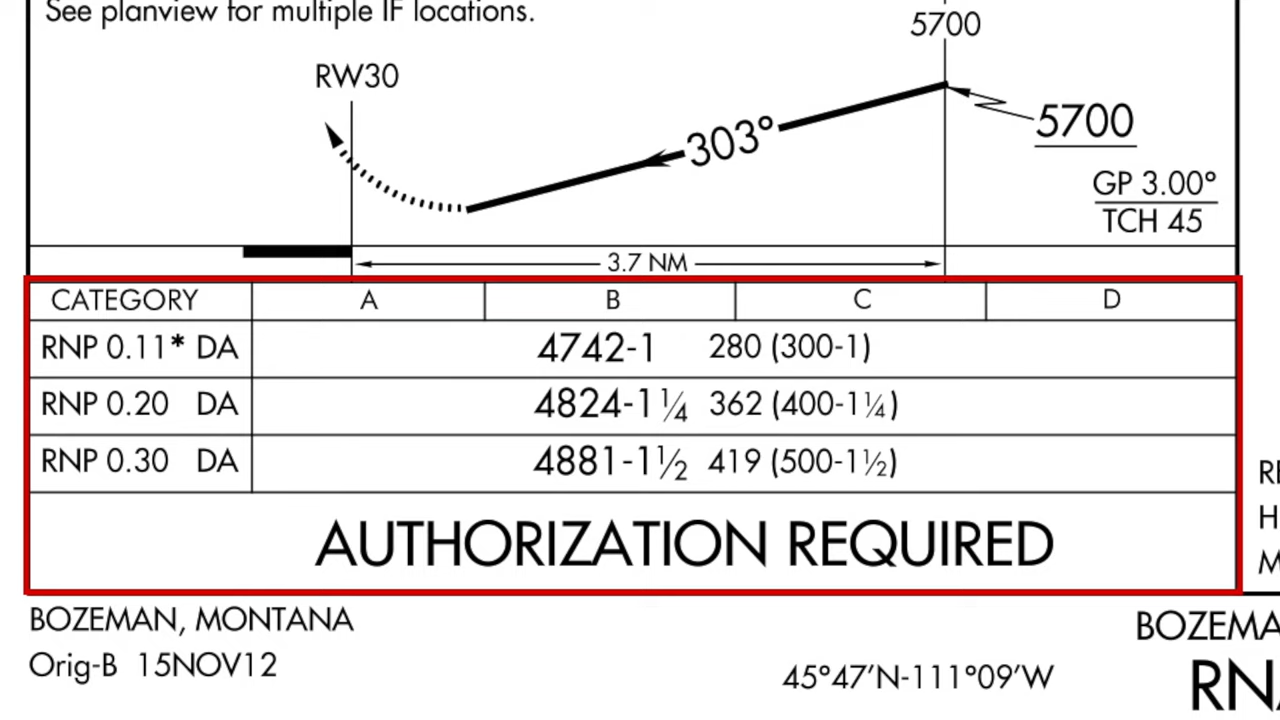 See planview for multiple IF locations.
5700
RW30
303°
5700
GP 3.00°
TCH 45
3.7 NM
CATEGORY A B C D
RNP 0.11* DA 4742-1 280 (300-1)
RNP 0.20 DA 4824-1¼ 362 (400-1¼)
RNP 0.30 DA 4881-1½ 419 (500-1½)
AUTHORIZATION REQUIRED
BOZEMAN, MONTANA
Orig-B 15NOV12
45°47'N-111°09'W